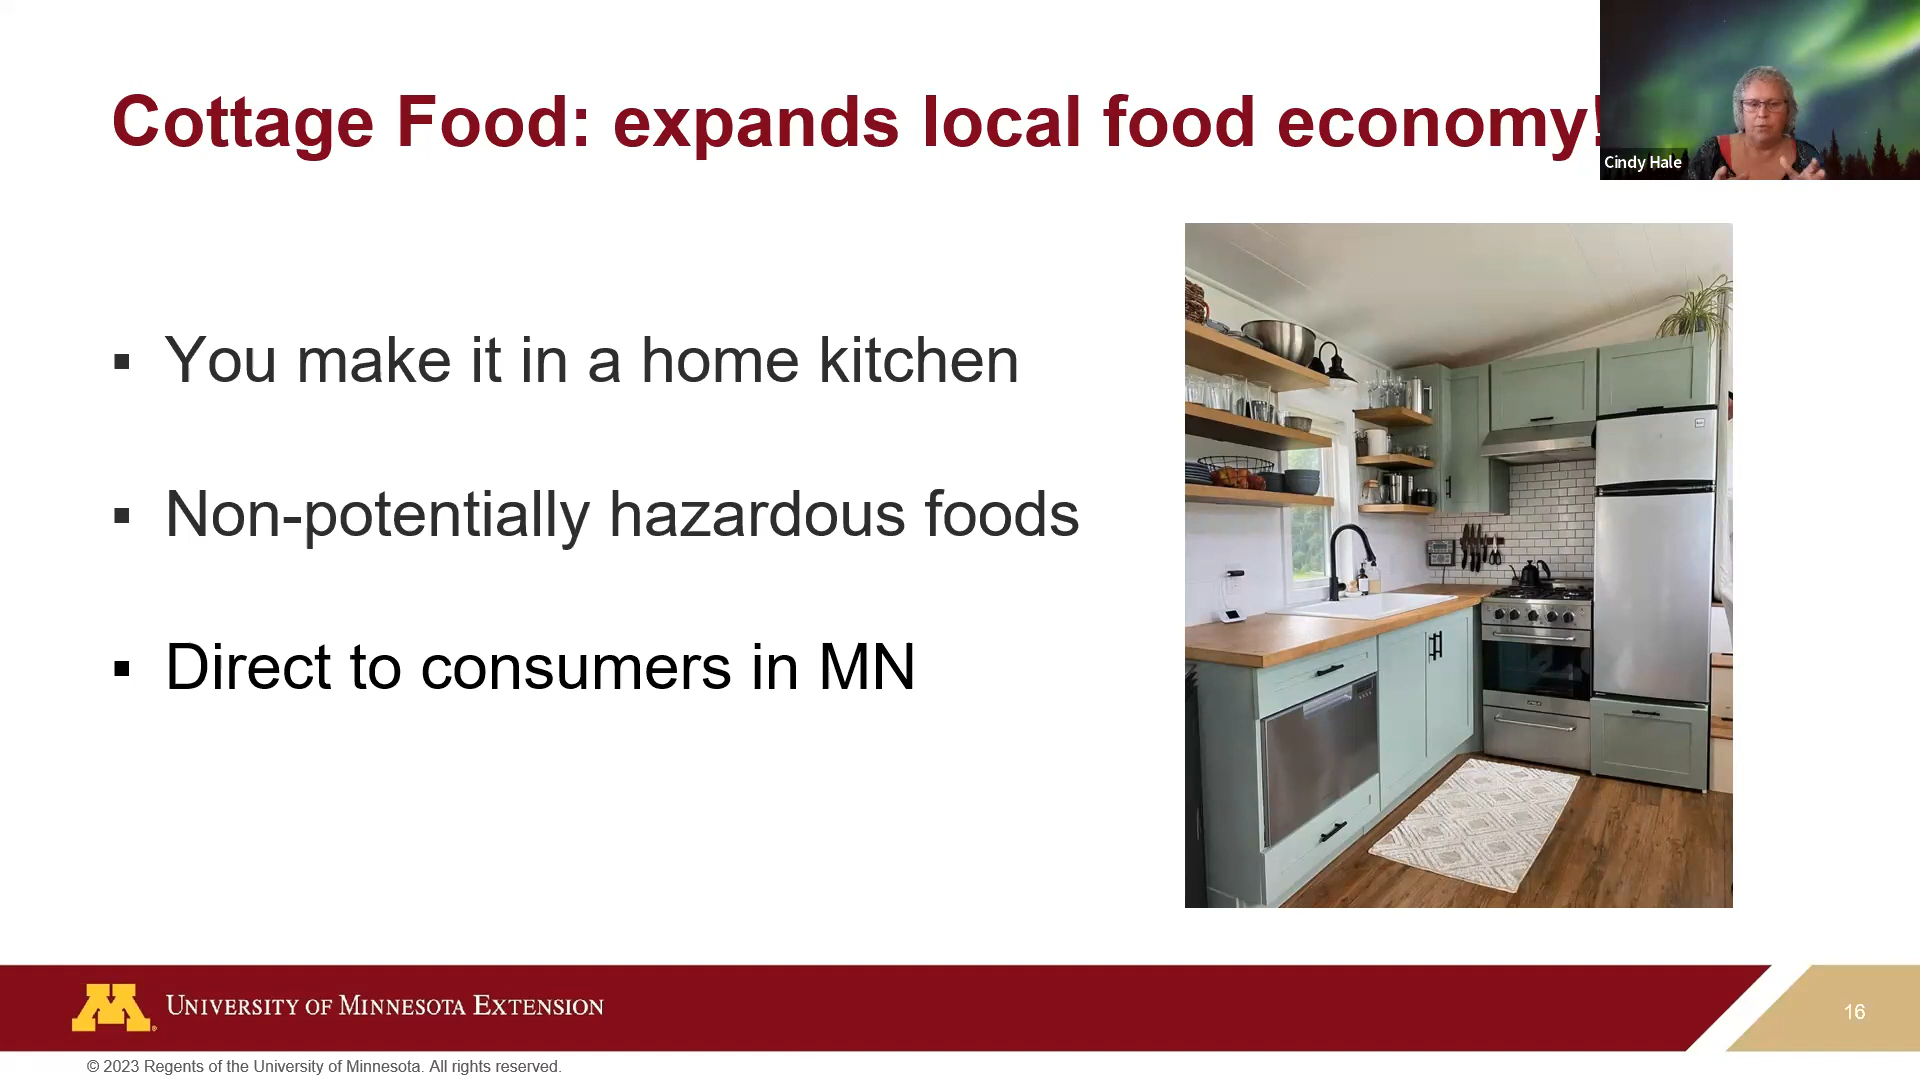 Cottage Food: expands local food economy!
Cindy Hale
▪ You make it in a home kitchen
▪ Non-potentially hazardous foods
▪ Direct to consumers in MN
M
UNIVERSITY OF MINNESOTA EXTENSION
16
© 2023 Regents of the University of Minnesota. All rights reserved.